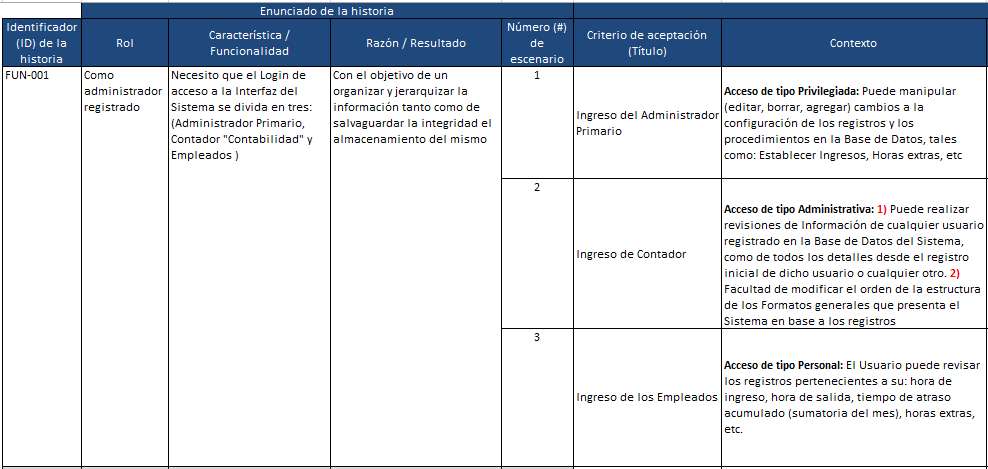 Enunciado de la historia
Identificador
(ID) de la
historia
Rol
Característica /
Funcionalidad
Razón / Resultado
Número (#)
de
escenario
Criterio de aceptación
(Título)
Contexto
FUN-001
Como
administrador
registrado
Necesito que el Login de
acceso a la Interfaz del
Sistema se divida en tres:
(Administrador Primario,
Contador "Contabilidad" y
Empleados )
Con el objetivo de un
organizar y jerarquizar la
información tanto como de
salvaguardar la integridad el
almacenamiento del mismo
1
Ingreso del Administrador
Primario
Acceso de tipo Privilegiada: Puede manipular
(editar, borrar, agregar) cambios a la
configuración de los registros y los
procedimientos en la Base de Datos, tales
como: Establecer Ingresos, Horas extras, etc
2
Ingreso de Contador
Acceso de tipo Administrativa: 1) Puede realizar
revisiones de Información de cualquier usuario
registrado en la Base de Datos del Sistema,
como de todos los detalles desde el registro
inicial de dicho usuario o cualquier otro. 2)
Facultad de modificar el orden de la estructura
de los Formatos generales que presenta el
Sistema en base a los registros
3
Ingreso de los Empleados
Acceso de tipo Personal: El Usuario puede revisar
los registros pertenecientes a su: hora de
ingreso, hora de salida, tiempo de atraso
acumulado (sumatoria del mes), horas extras,
etc.